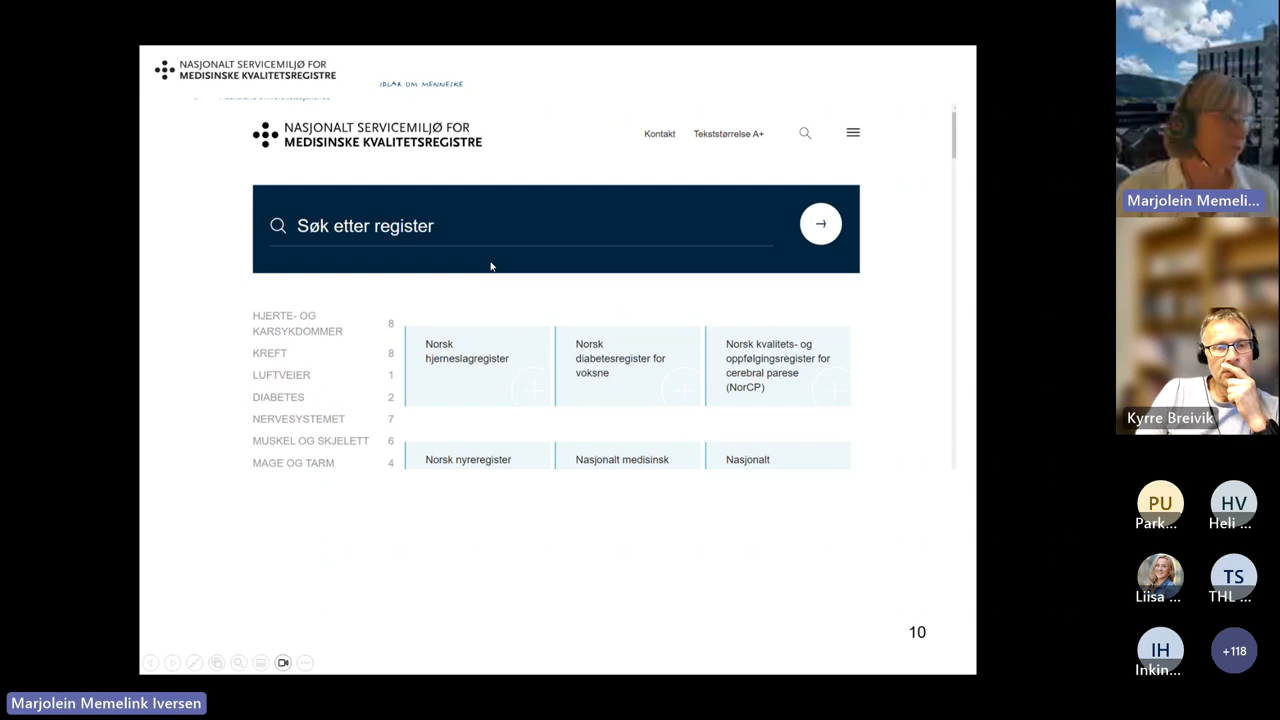 NASJONALT SERVICEMILJØ FOR
MEDISINSKE KVALITETSREGISTRE
IDLAR OM MENNESKE
NASJONALT SERVICEMILJØ FOR
MEDISINSKE KVALITETSREGISTRE
Kontakt
Tekststørrelse A+
Søk etter register
HJERTE- OG
KARSYKDOMMER 8
KREFT 8
LUFTVEIER 1
DIABETES 2
NERVESYSTEMET 7
MUSKEL OG SKJELETT 6
MAGE OG TARM 4
Norsk
hjerneslagregister
Norsk
diabetesregister for
voksne
Norsk kvalitets- og
oppfølgingsregister for
cerebral parese
(NorCP)
Norsk nyreregister
Nasjonalt medisinsk
Nasjonalt
10
Marjolein Memelink Iversen
Marjolein Memeli...
Kyrre Breivik
PU
Park...
HV
Heli ...
Liisa ...
TS
THL ...
IH
Inkin...
+118